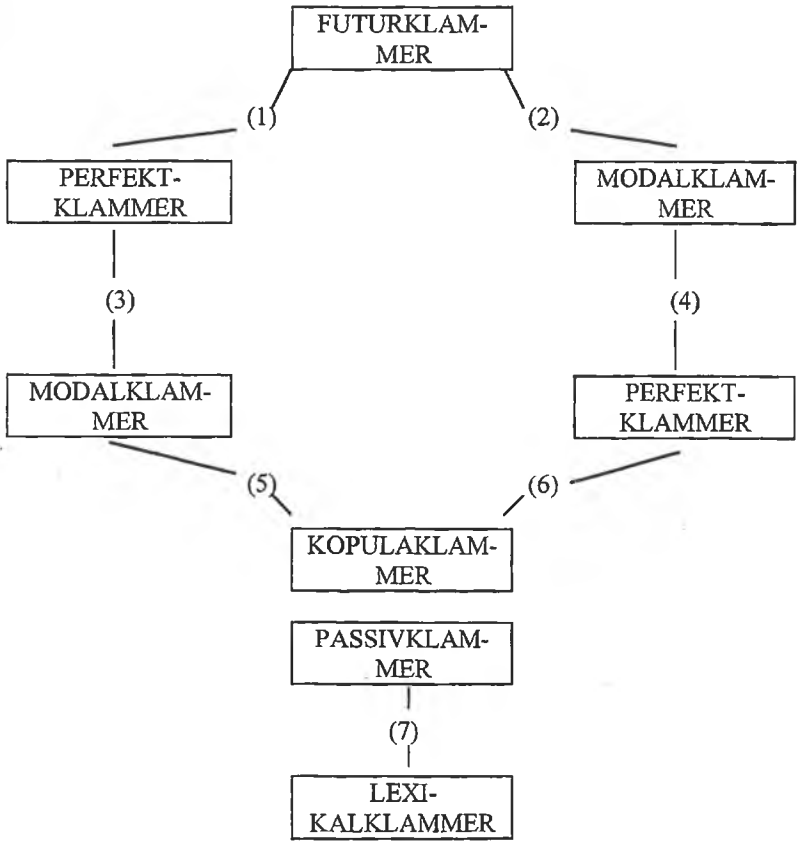 FUTURKLAM-
MER
(1)
(2)
PERFEKT-
KLAMMER
MODALKLAM-
MER
(3)
(4)
MODALKLAM-
MER
PERFEKT-
KLAMMER
(5)
(6)
KOPULAKLAM-
MER
PASSIVKLAM-
MER
(7)
LEXI-
KALKLAMMER